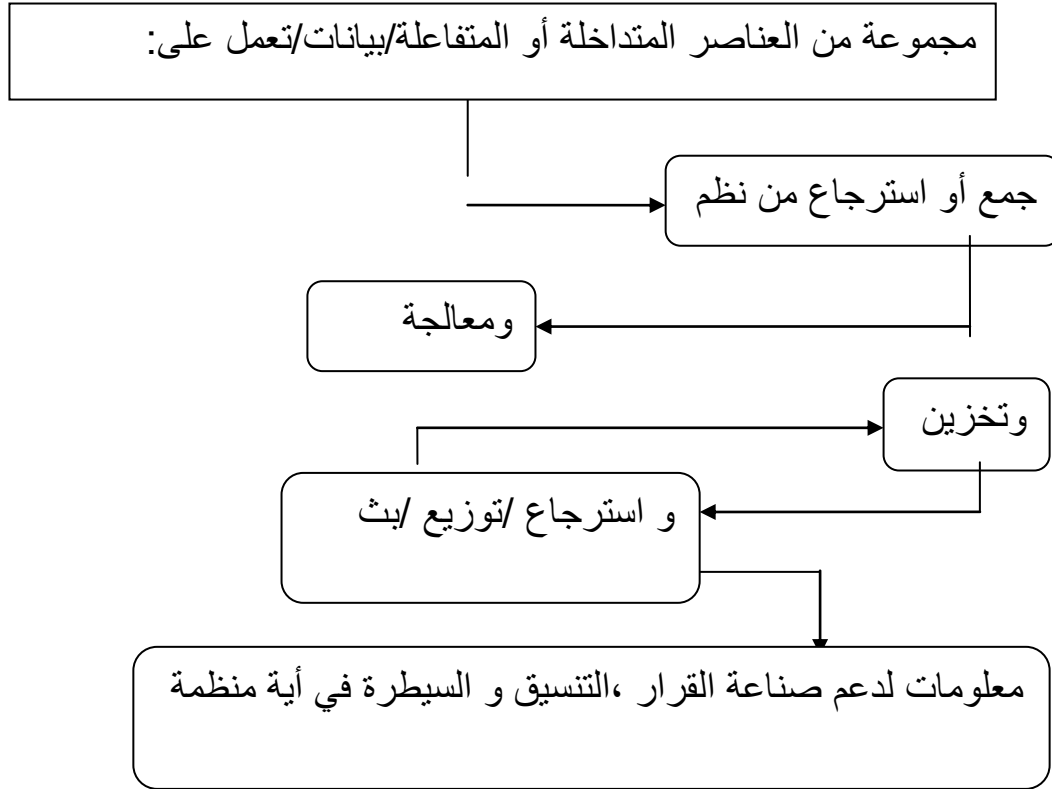 مجموعة من العناصر المتداخلة أو المتفاعلة/بيانات/تعمل على:
جمع أو استرجاع من نظم
ومعالجة
وتخزين
و استرجاع /توزيع /بث
معلومات لدعم صناعة القرار ،التنسيق و السيطرة في أية منظمة